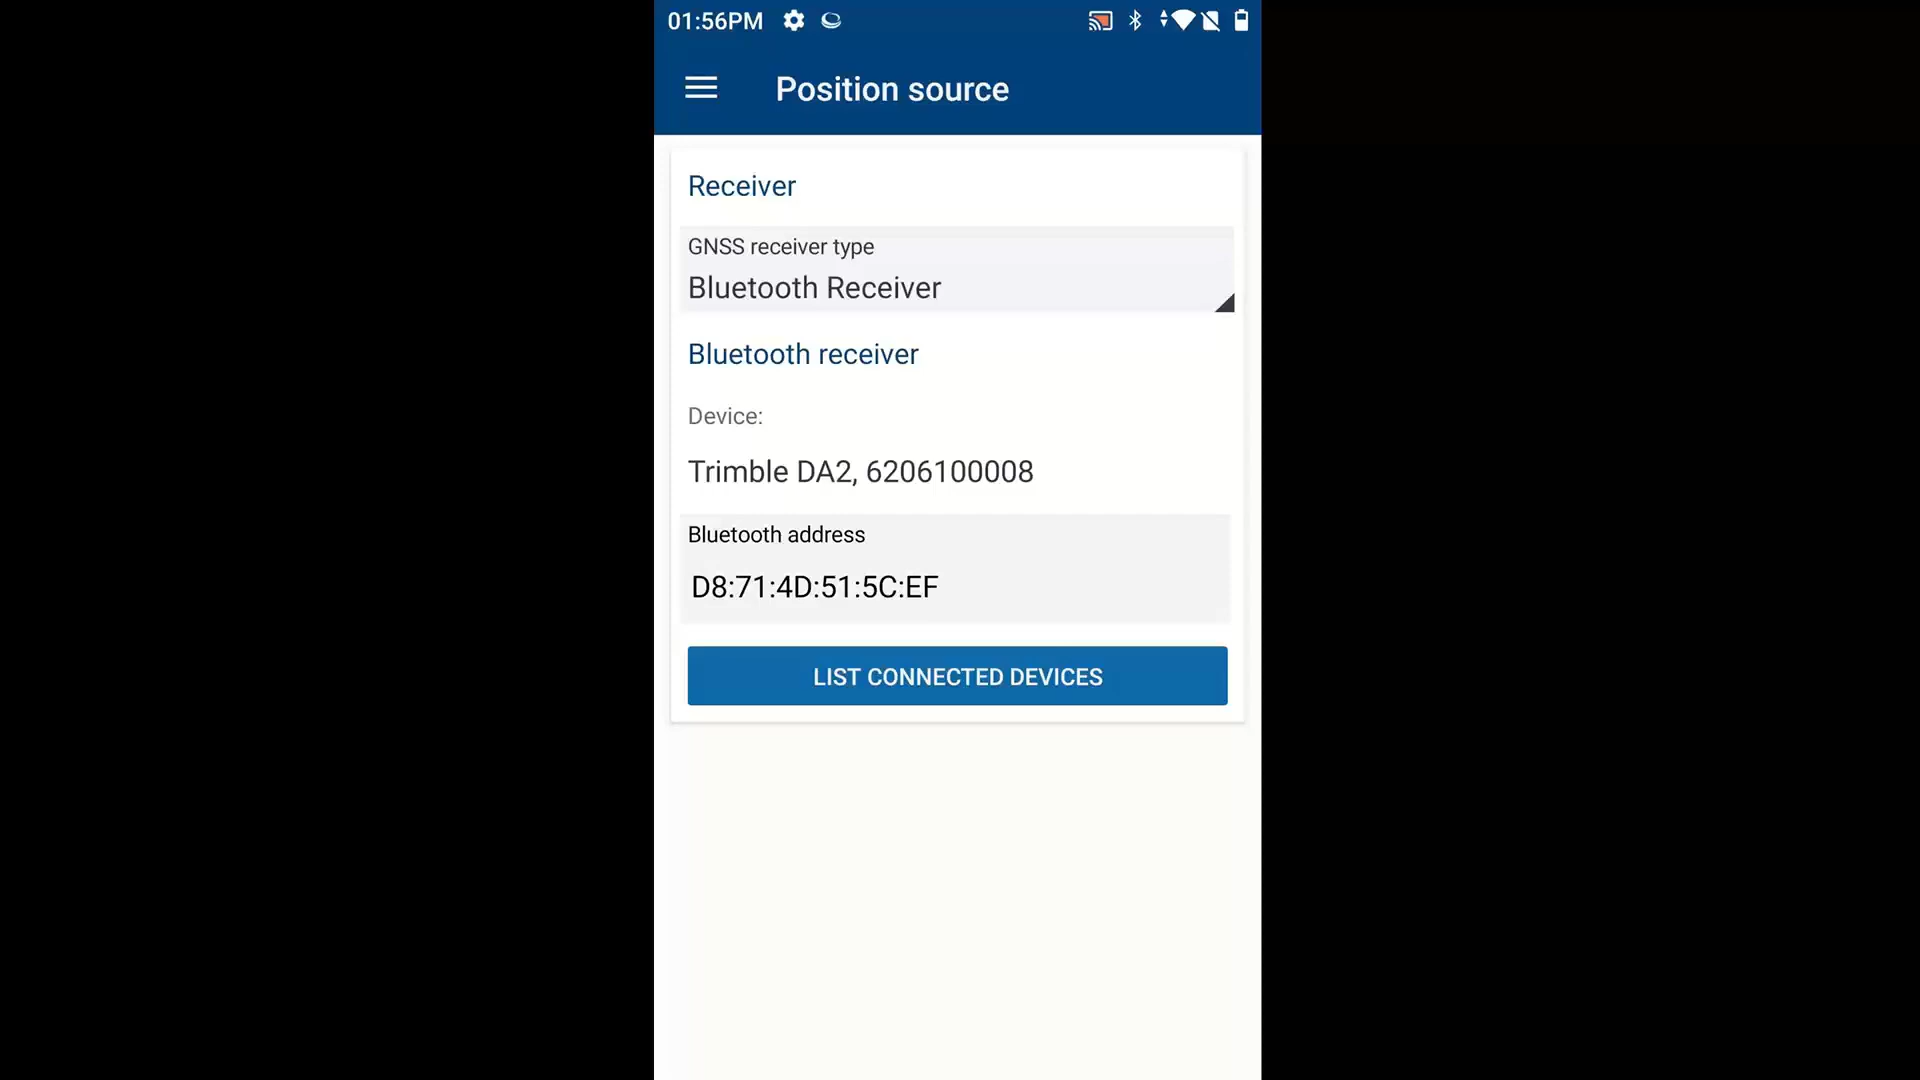 01:56PM
Position source
Receiver
GNSS receiver type
Bluetooth Receiver
Bluetooth receiver
Device:
Trimble DA2, 6206100008
Bluetooth address
D8:71:4D:51:5C:EF
LIST CONNECTED DEVICES